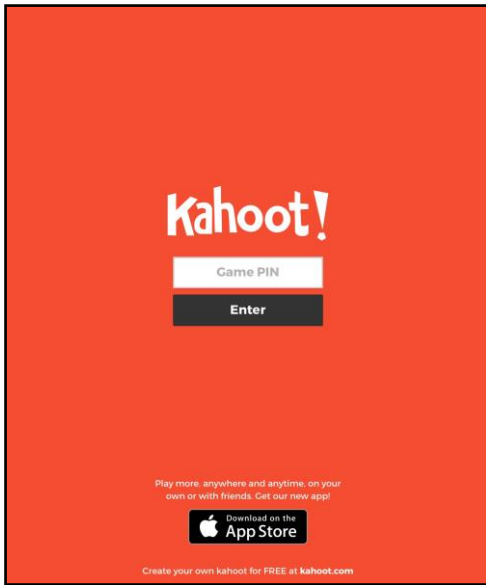 Kahoot!
Game PIN
Enter
Play more, anywhere and anytime, on your
own or with friends. Get our new app!
Download on the
App Store
Create your own kahoot for FREE at kahoot.com